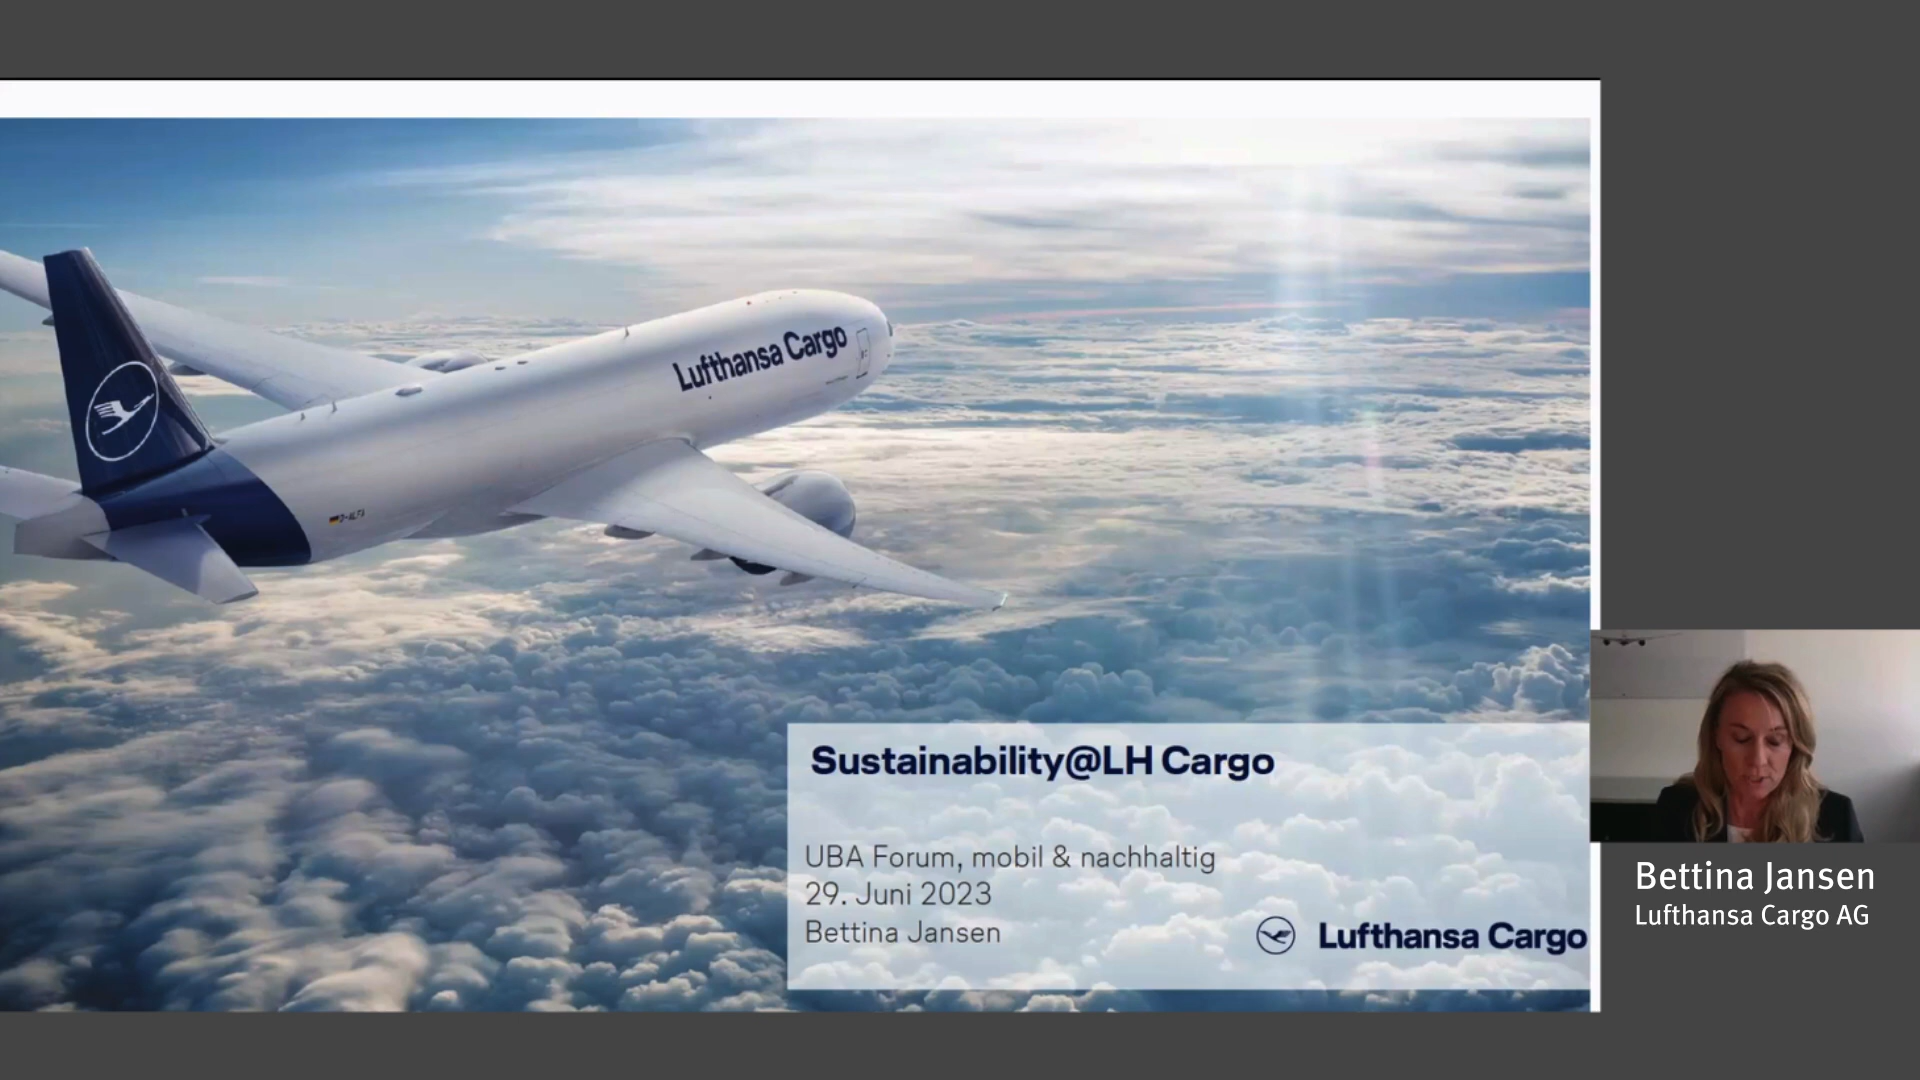 Lufthansa Cargo
D-ALFA
Sustainability@LH Cargo
UBA Forum, mobil & nachhaltig
29. Juni 2023
Bettina Jansen
Lufthansa Cargo
Bettina Jansen
Lufthansa Cargo AG